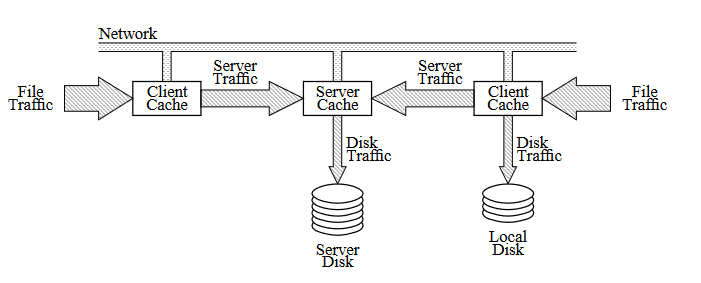 Network
Server
Traffic
Server
Traffic
File
Traffic
Client
Cache
Server
Cache
Client
Cache
File
Traffic
Disk
Traffic
Disk
Traffic
Server
Disk
Local
Disk